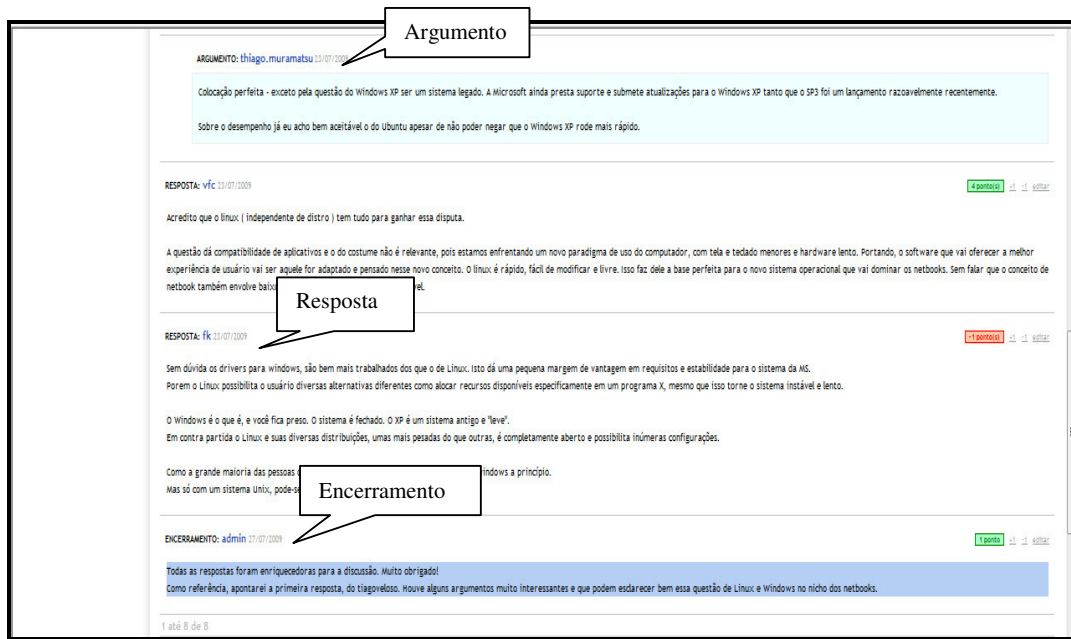 Argumento
ARGUMENTO: thiago.muramatsu 23/07/2009
Colocação perfeita - exceto pela questão do Windows XP ser um sistema legado. A Microsoft ainda presta suporte e submete atualizações para o Windows XP tanto que o SP3 foi um lançamento razoavelmente recentemente.
Sobre o desempenho já eu acho bem aceitável o do Ubuntu apesar de não poder negar que o Windows XP rode mais rápido.
RESPOSTA: vfc 23/07/2009 4 ponto(s) +1 -1 editar
Acredito que o linux ( independente de distro ) tem tudo para ganhar essa disputa.
A questão dá compatibilidade de aplicativos e o do costume não é relevante, pois estamos enfrentando um novo paradigma de uso do computador, com tela e teclado menores e hardware lento. Portando, o software que vai oferecer a melhor
experiência de usuário vai ser aquele for adaptado e pensado nesse novo conceito. O linux é rápido, fácil de modificar e livre. Isso faz dele a base perfeita para o novo sistema operacional que vai dominar os netbooks. Sem falar que o conceito de
netbook também envolve
Resposta
RESPOSTA: fk 23/07/2009 -1 ponto(s) +1 -1 editar
Sem dúvida os drivers para windows, são bem mais trabalhados dos que o de Linux. Isto dá uma pequena margem de vantagem em requisitos e estabilidade para o sistema da MS.
Porem o Linux possibilita o usuário diversas alternativas diferentes como alocar recursos disponíveis especificamente em um programa X, mesmo que isso torne o sistema instável e lento.
O Windows é o que é, e você fica preso. O sistema é fechado. O XP é um sistema antigo e "leve".
Em contra partida o Linux e suas diversas distribuições, umas mais pesadas do que outras, é completamente aberto e possibilita inúmeras configurações.
Como a grande maioria das pessoas indows a princípio.
Mas só com um sistema Unix,
Encerramento
ENCERRAMENTO: admin 27/07/2009 1 ponto +1 -1 editar
Todas as respostas foram enriquecedoras para a discussão. Muito obrigado!
Como referência, apontarei a primeira resposta, do tiagoveloso. Houve alguns argumentos muito interessantes e que podem esclarecer bem essa questão de Linux e Windows no nicho dos netbooks.
1 até 8 de 8